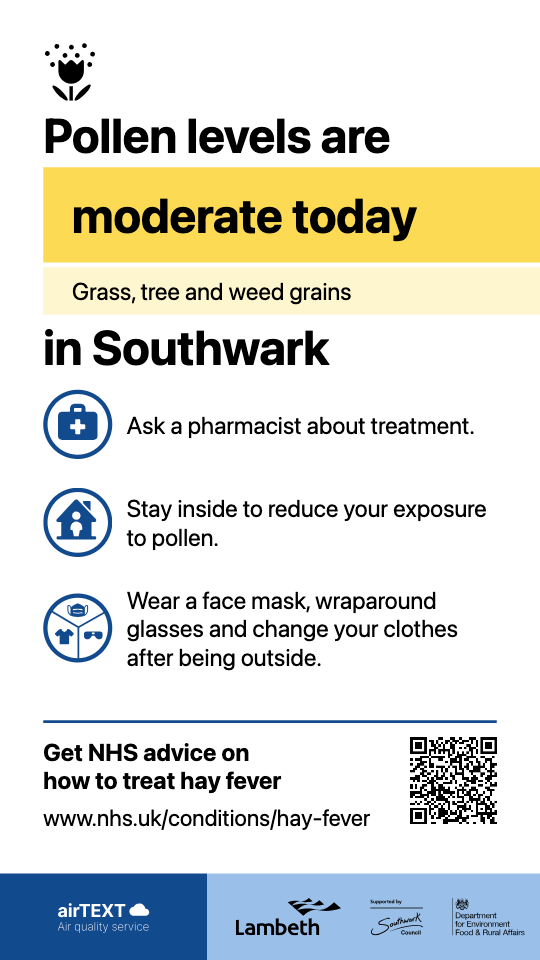 Pollen levels are
moderate today
Grass, tree and weed grains
in Southwark
Ask a pharmacist about treatment.
Stay inside to reduce your exposure
to pollen.
Wear a face mask, wraparound
glasses and change your clothes
after being outside.
Get NHS advice on
how to treat hay fever
www.nhs.uk/conditions/hay-fever
airTEXT
Air quality service
Lambeth
Supported by
Southwark
Council
Department
for Environment
Food & Rural Affairs